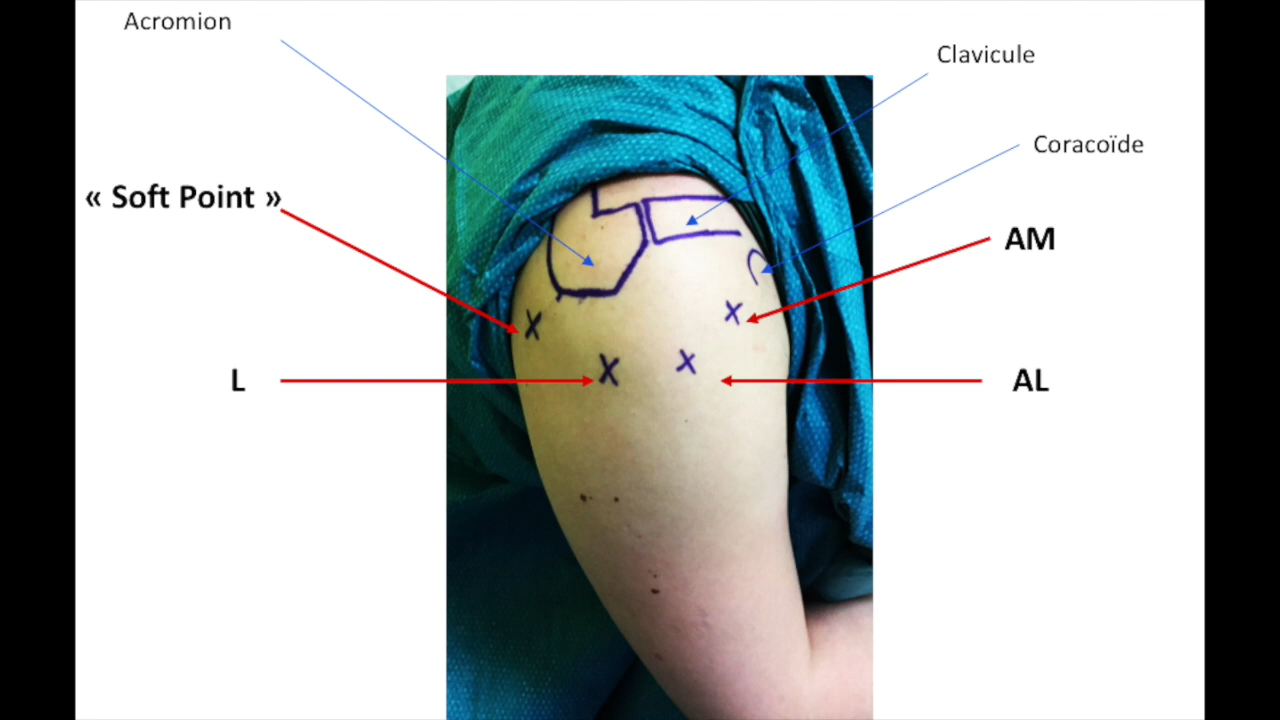 Acromion
Clavicule
Coracoïde
« Soft Point »
AM
L
AL